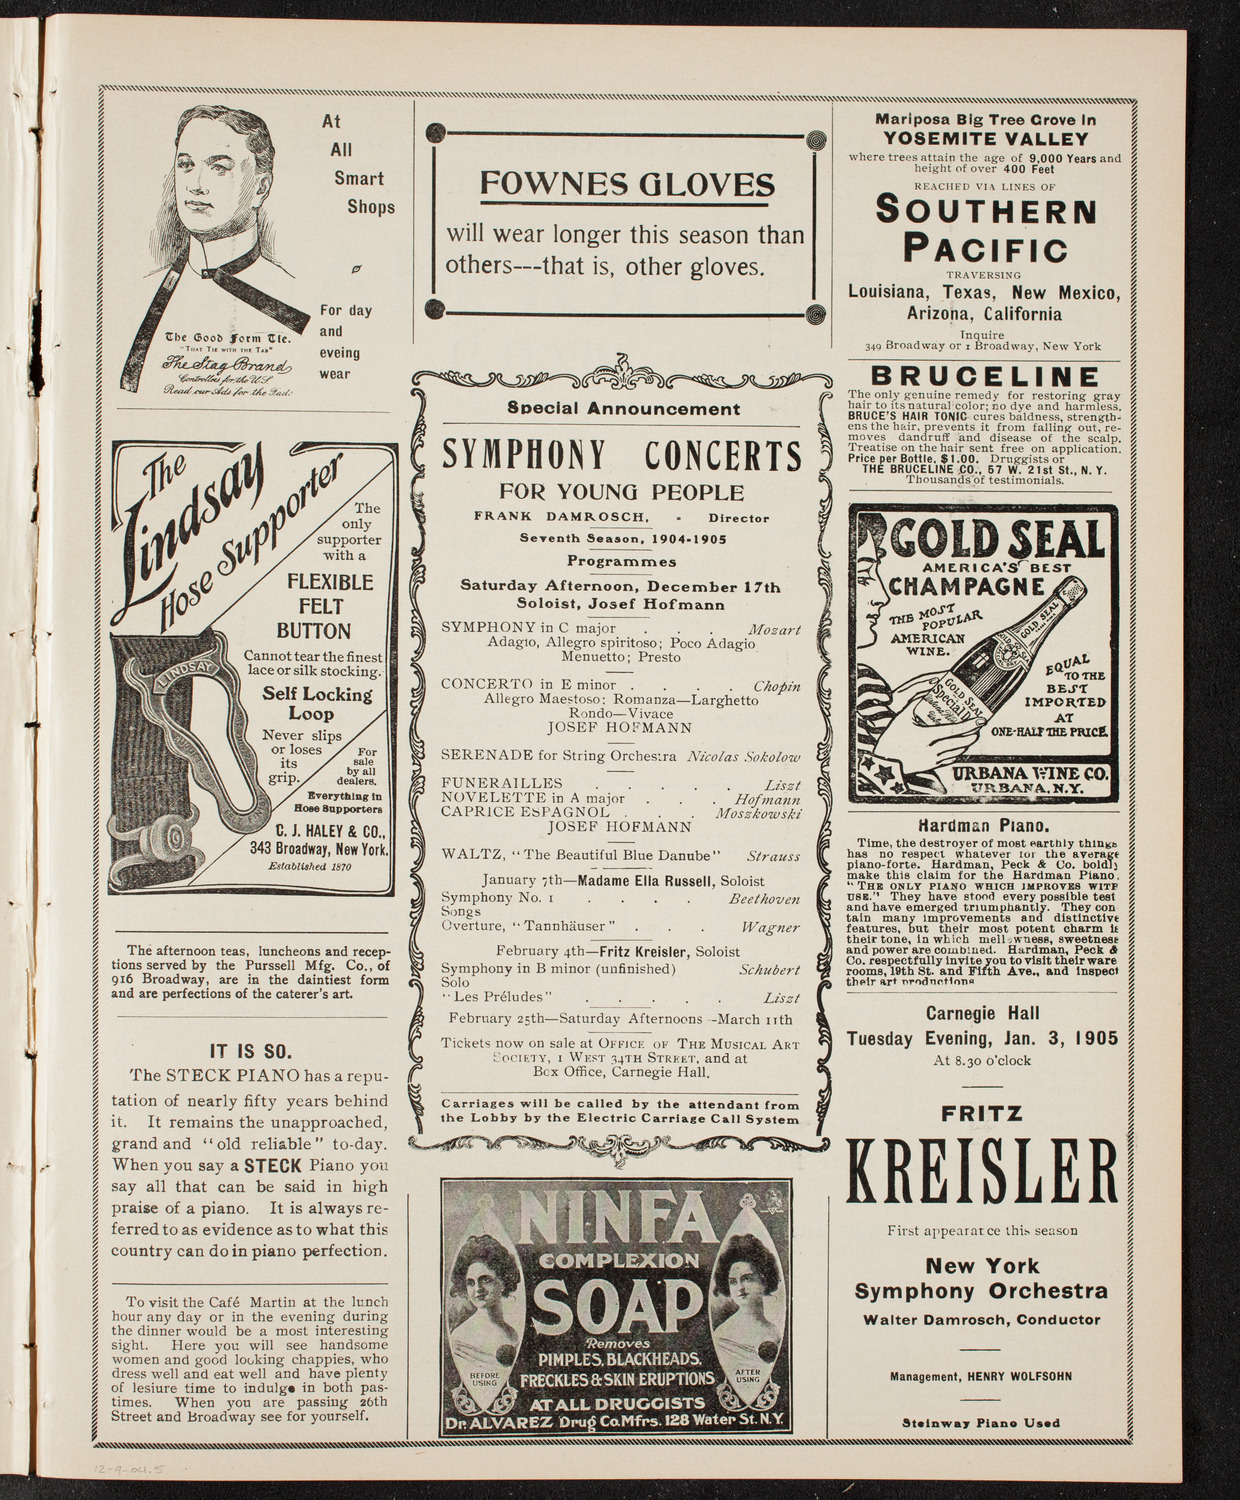 At
All
Smart
Shops
For day
and
eveing
wear
The Good Form Tie.
"That Tie with the Tab"
The Stag Brand
Controllers for the U.S.
Read our Ads for the Fad.
The
Lindsay
Hose Supporter
The
only
supporter
with a
FLEXIBLE
FELT
BUTTON
Cannot tear the finest
lace or silk stocking.
Self Locking
Loop
Never slips
or loses
its
grip.
For
sale
by all
dealers.
Everything in
Hose Supporters
C. J. HALEY & CO.,
343 Broadway, New York.
Established 1870
LINDSAY
The afternoon teas, luncheons and recep-
tions served by the Purssell Mfg. Co., of
916 Broadway, are in the daintiest form
and are perfections of the caterer's art.
IT IS SO.
The STECK PIANO has a repu-
tation of nearly fifty years behind
it. It remains the unapproached,
grand and "old reliable" to-day.
When you say a STECK Piano you
say all that can be said in high
praise of a piano. It is always re-
ferred to as evidence as to what this
country can do in piano perfection.
To visit the Café Martin at the lunch
hour any day or in the evening during
the dinner would be a most interesting
sight. Here you will see handsome
women and good looking chappies, who
dress well and eat well and have plenty
of lesiure time to indulge in both pas-
times. When you are passing 26th
Street and Broadway see for yourself.
FOWNES GLOVES
will wear longer this season than
others---that is, other gloves.
Special Announcement
SYMPHONY CONCERTS
FOR YOUNG PEOPLE
FRANK DAMROSCH, - Director
Seventh Season, 1904-1905
Programmes
Saturday Afternoon, December 17th
Soloist, Josef Hofmann
SYMPHONY in C major . . . Mozart
Adagio, Allegro spiritoso; Poco Adagio
Menuetto; Presto
CONCERTO in E minor . . . . Chopin
Allegro Maestoso; Romanza—Larghetto
Rondo—Vivace
JOSEF HOFMANN
SERENADE for String Orchestra Nicolas Sokolow
FUNERAILLES . . . . . Liszt
NOVELETTE in A major . . . Hofmann
CAPRICE ESPAGNOL . . . Moszkowski
JOSEF HOFMANN
WALTZ, "The Beautiful Blue Danube" Strauss
January 7th—Madame Ella Russell, Soloist
Symphony No. 1 . . . . Beethoven
Songs
Overture, "Tannhäuser" . . . Wagner
February 4th—Fritz Kreisler, Soloist
Symphony in B minor (unfinished) Schubert
Solo
"Les Préludes" . . . . . Liszt
February 25th—Saturday Afternoons—March 11th
Tickets now on sale at OFFICE OF THE MUSICAL ART
SOCIETY, 1 WEST 34TH STREET, and at
Box Office, Carnegie Hall.
Carriages will be called by the attendant from
the Lobby by the Electric Carriage Call System
NINFA
COMPLEXION
SOAP
Removes
PIMPLES, BLACKHEADS,
FRECKLES & SKIN ERUPTIONS
BEFORE
USING
AFTER
USING
AT ALL DRUGGISTS
Dr. ALVAREZ Drug Co. Mfrs. 128 Water St. N.Y.
Mariposa Big Tree Grove in
YOSEMITE VALLEY
where trees attain the age of 9,000 Years and
height of over 400 Feet
REACHED VIA LINES OF
SOUTHERN
PACIFIC
TRAVERSING
Louisiana, Texas, New Mexico,
Arizona, California
Inquire
349 Broadway or 1 Broadway, New York
BRUCELINE
The only genuine remedy for restoring gray
hair to its natural color; no dye and harmless.
BRUCE'S HAIR TONIC cures baldness, strength-
ens the hair, prevents it from falling out, re-
moves dandruff and disease of the scalp.
Treatise on the hair sent free on application.
Price per Bottle, $1.00. Druggists or
THE BRUCELINE CO., 57 W. 21st St., N. Y.
Thousands of testimonials.
GOLD SEAL
AMERICA'S BEST
CHAMPAGNE
THE MOST
POPULAR
AMERICAN
WINE.
GOLD SEAL
GOLD SEAL
Special Dry
EQUAL
TO THE
BEST
IMPORTED
AT
ONE-HALF THE PRICE.
URBANA WINE CO.
URBANA, N.Y.
Hardman Piano.
Time, the destroyer of most earthly things
has no respect whatever for the average
piano-forte. Hardman, Peck & Co. boldly
make this claim for the Hardman Piano.
"THE ONLY PIANO WHICH IMPROVES WITH
USE." They have stood every possible test
and have emerged triumphantly. They con
tain many improvements and distinctive
features, but their most potent charm is
their tone, in which mellowness, sweetness
and power are combined. Hardman, Peck &
Co. respectfully invite you to visit their ware
rooms, 19th St. and Fifth Ave., and inspect
their art productions
Carnegie Hall
Tuesday Evening, Jan. 3, 1905
At 8.30 o'clock
FRITZ
KREISLER
First appearance this season
New York
Symphony Orchestra
Walter Damrosch, Conductor
Management, HENRY WOLFSOHN
Steinway Piano Used
12-9-04.5